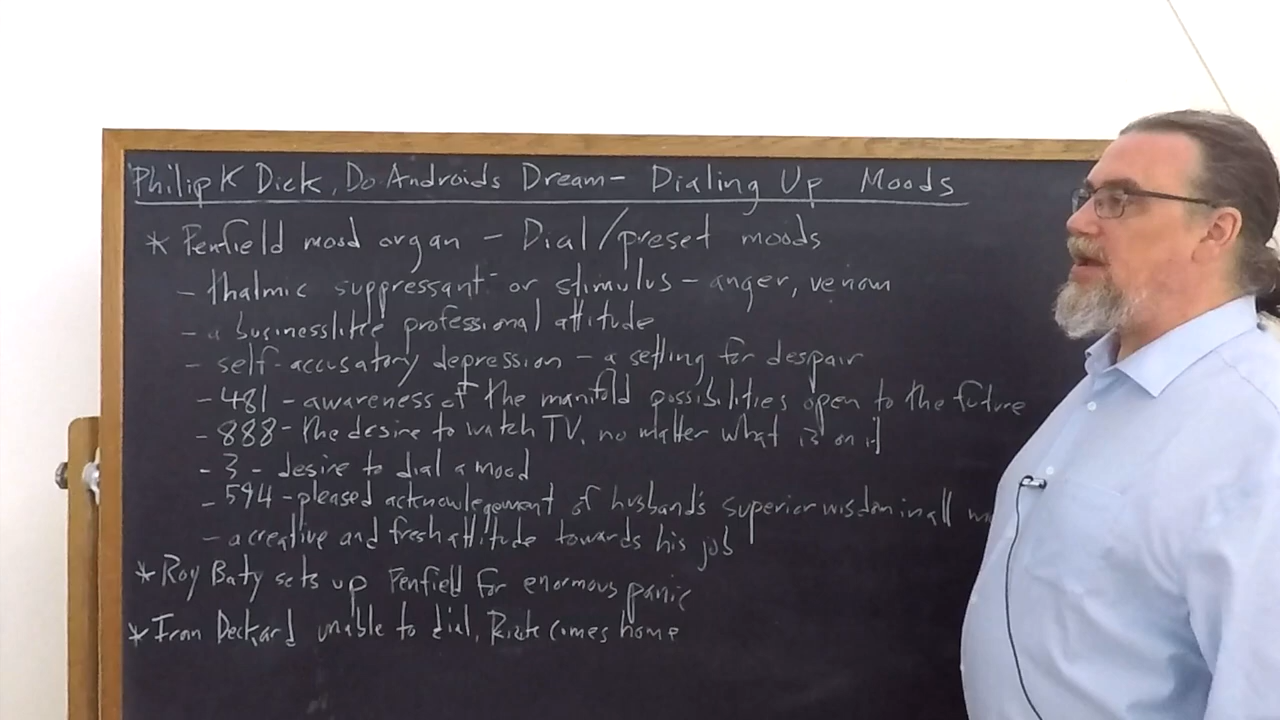 Philip K Dick, Do Androids Dream - Dialing Up Moods
* Penfield mood organ - Dial/preset moods
- thalmic suppressant or stimulus - anger, venom
- a businesslike professional attitude
- self-accusatory depression - a setting for despair
- 481 - awareness of the manifold possibilities open to the future
- 888 - the desire to watch TV, no matter what is on it
- 3 - desire to dial a mood
- 594 - pleased acknowlegement of husband's superior wisdom in all
- a creative and fresh attitude towards his job
* Roy Baty sets up Penfield for enormous panic
* Iran Deckard unable to dial, Rick comes home